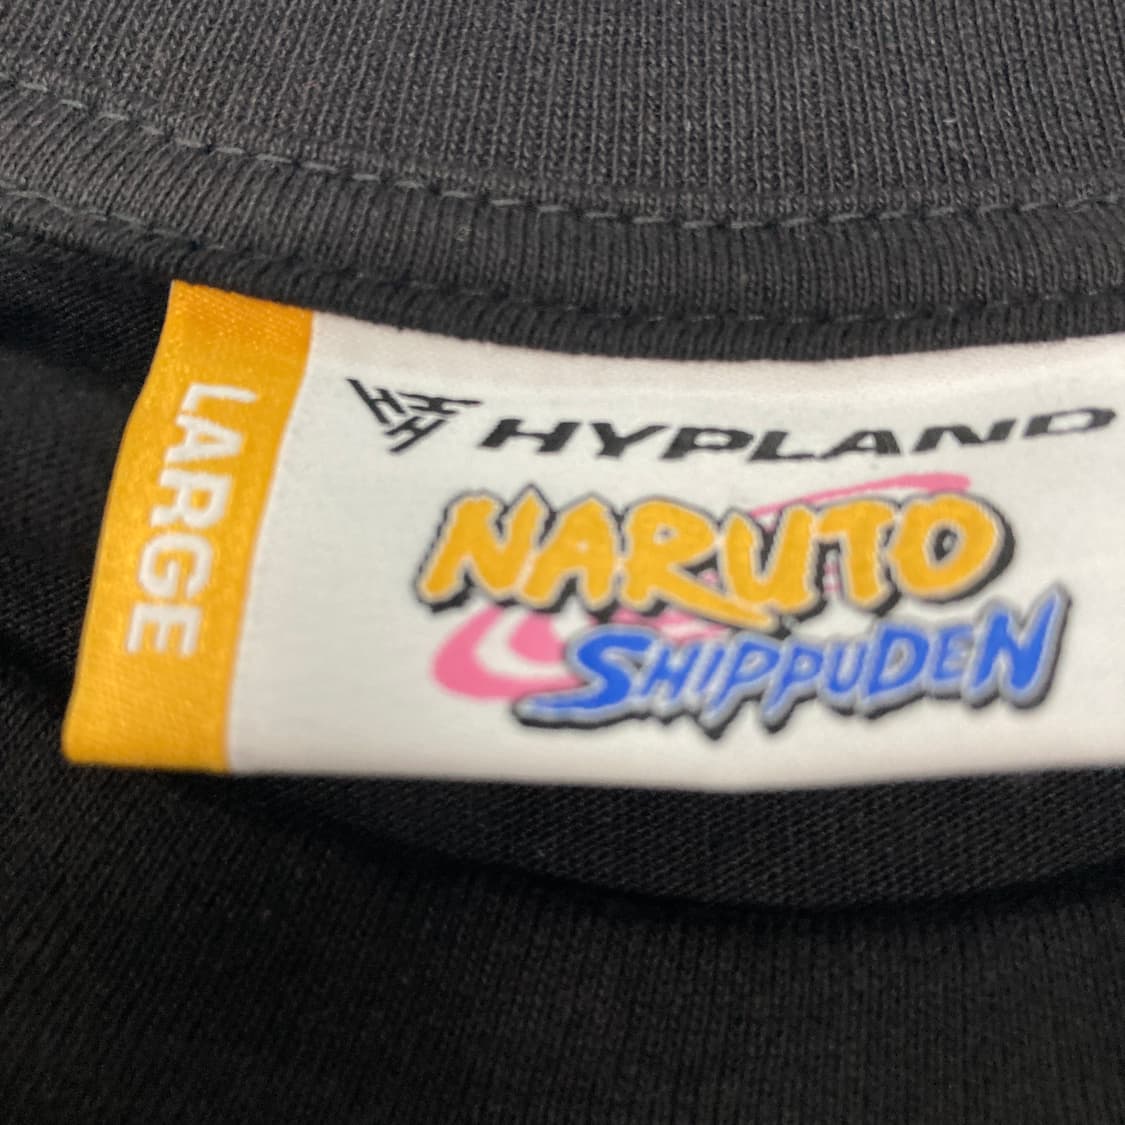 LARGE
HYPLAND
NARUTO
SHIPPUDEN